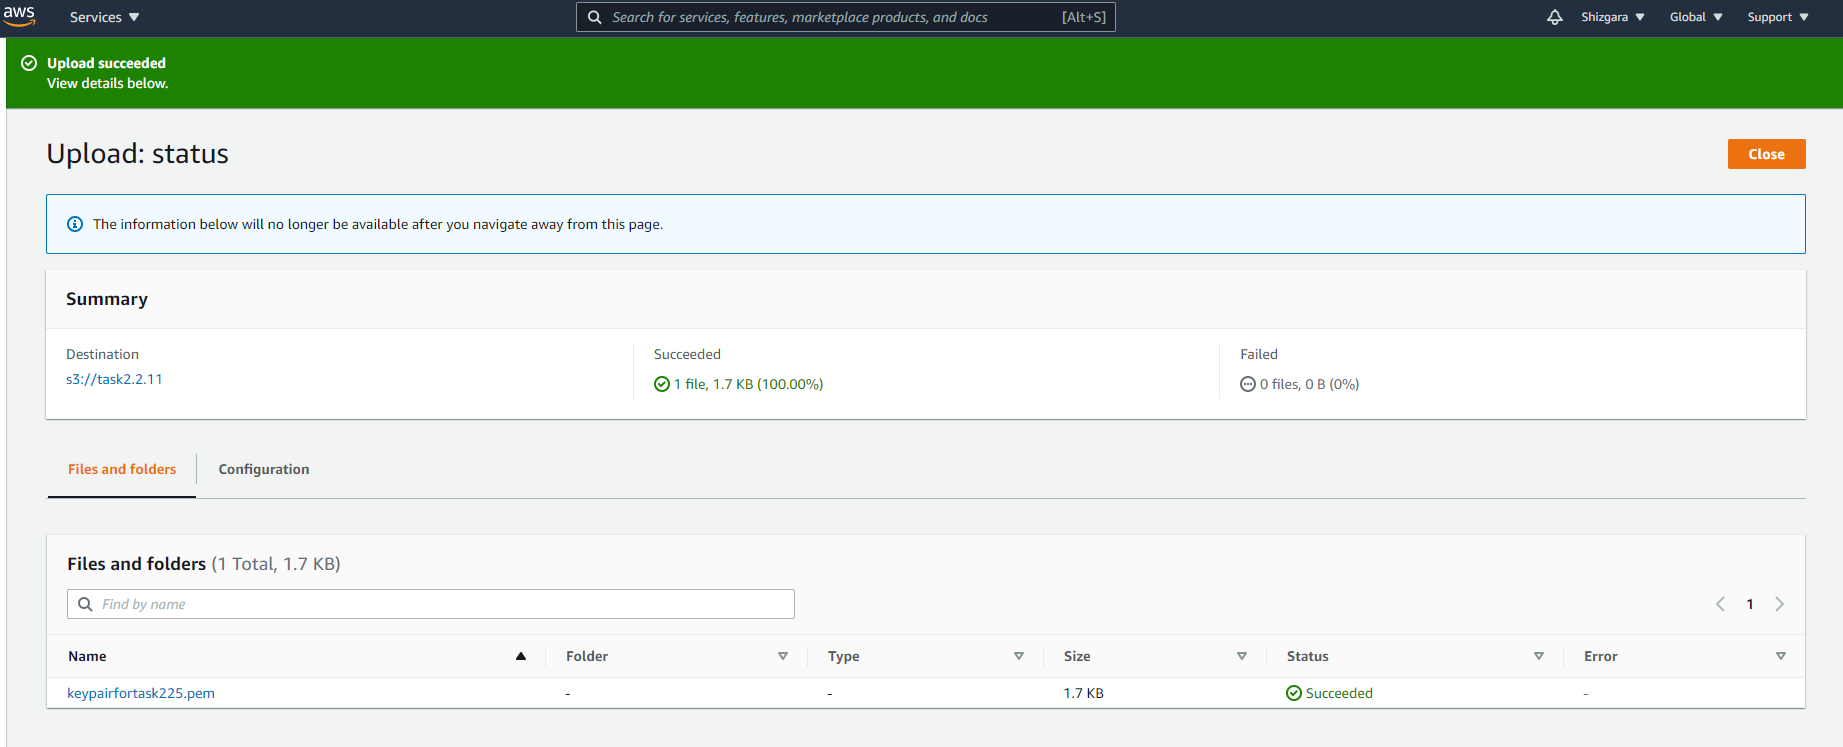 aws
Services
Search for services, features, marketplace products, and docs [Alt+S]
Shizgara
Global
Support
Upload succeeded
View details below.
Upload: status
Close
The information below will no longer be available after you navigate away from this page.
Summary
Destination
s3://task2.2.11
Succeeded
1 file, 1.7 KB (100.00%)
Failed
0 files, 0 B (0%)
Files and folders
Configuration
Files and folders (1 Total, 1.7 KB)
Find by name
1
Name Folder Type Size Status Error
keypairfortask225.pem - - 1.7 KB Succeeded -